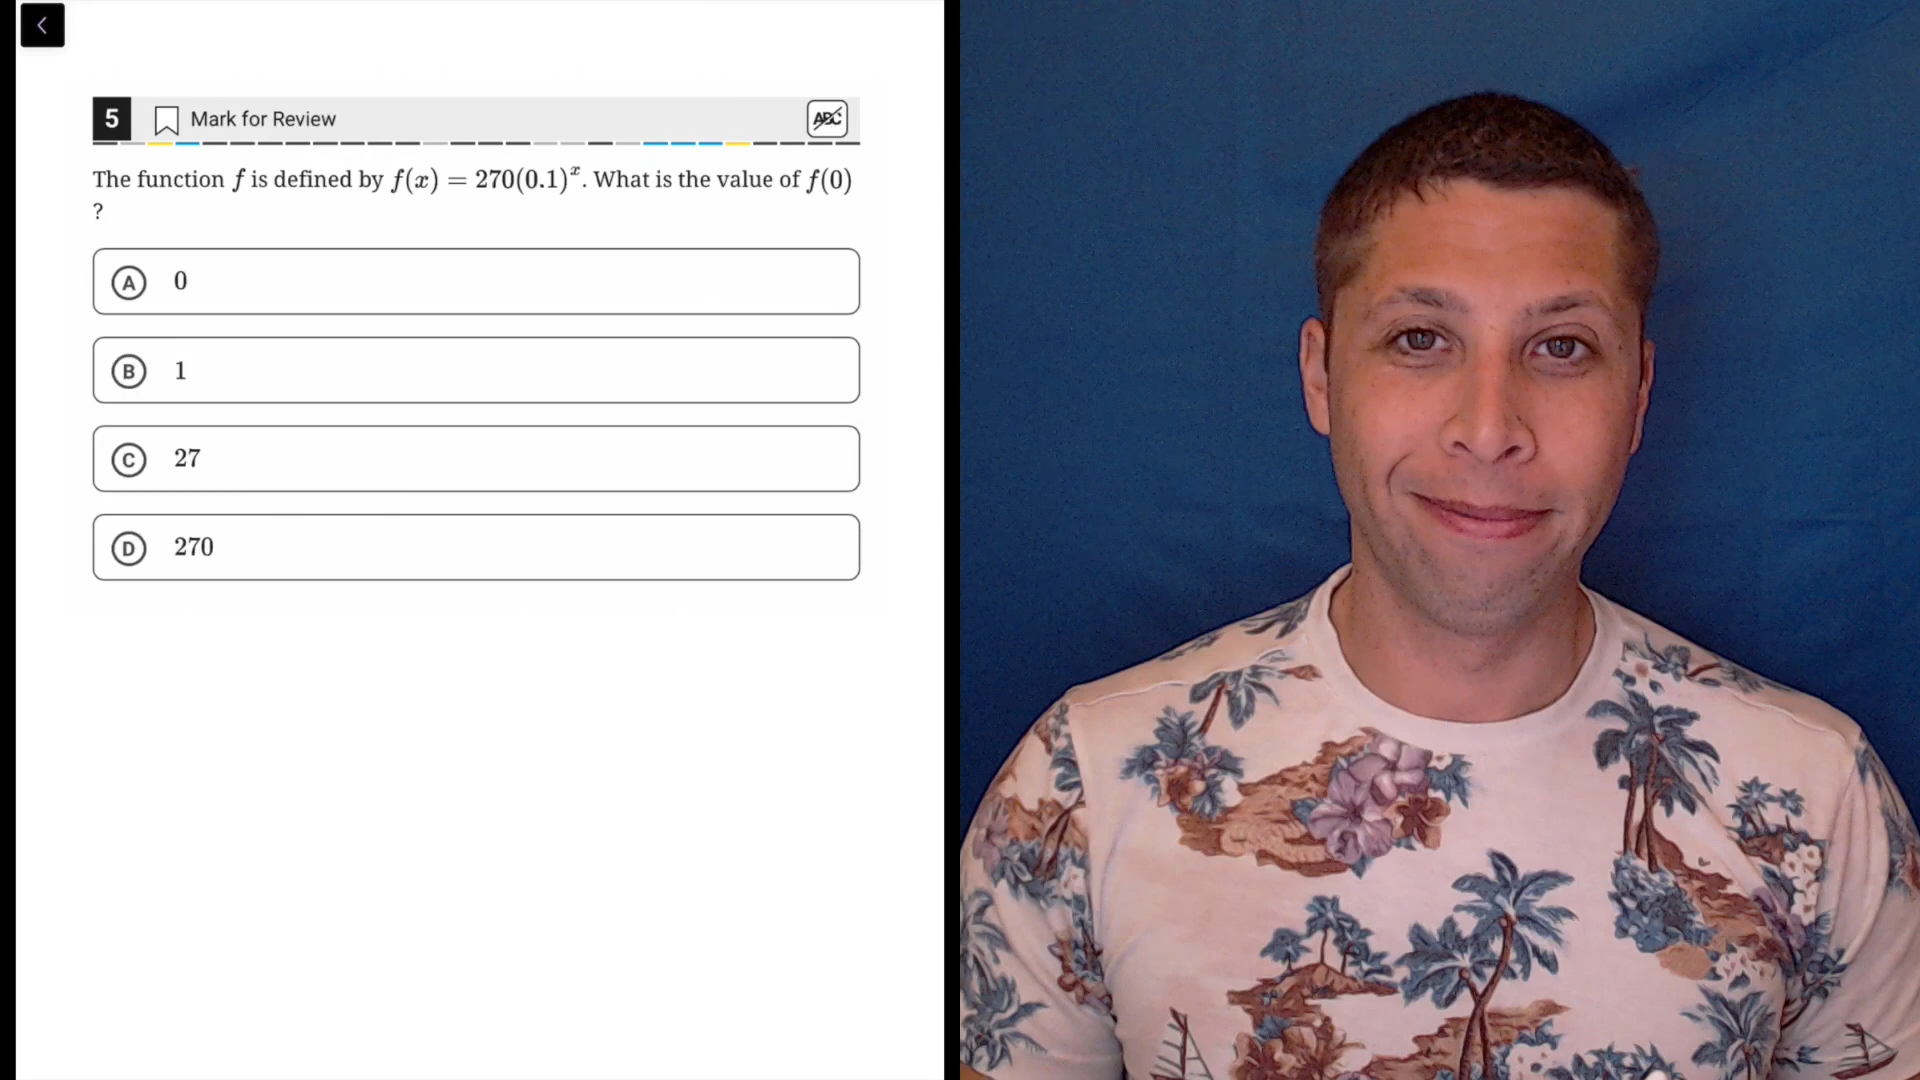 5 Mark for Review ABC
The function f is defined by f(x) = 270(0.1)^x. What is the value of f(0)
?
A 0
B 1
C 27
D 270